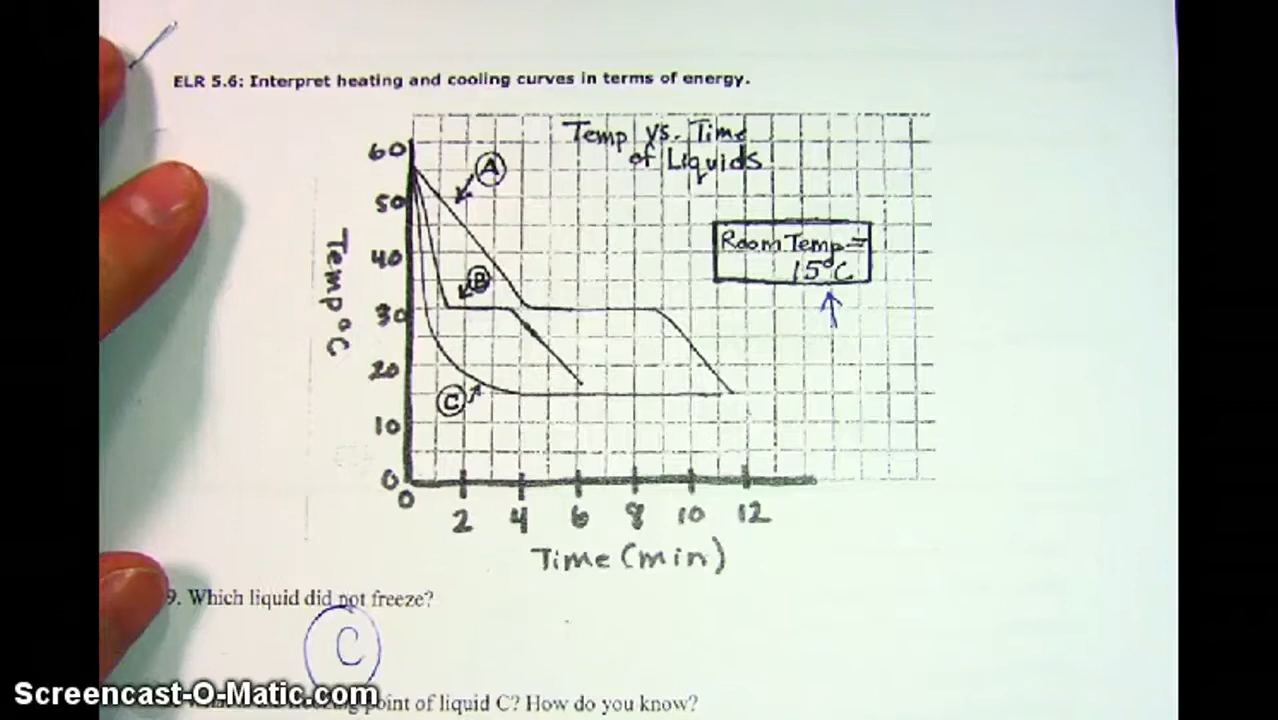 ELR 5.6: Interpret heating and cooling curves in terms of energy.
Temp vs. Time
of Liquids
60
50
40
30
20
10
0
Temp °C
A
B
C
Room Temp =
15°C
0 2 4 6 8 10 12
Time (min)
9. Which liquid did not freeze?
C
point of liquid C? How do you know?
Screencast-O-Matic.com